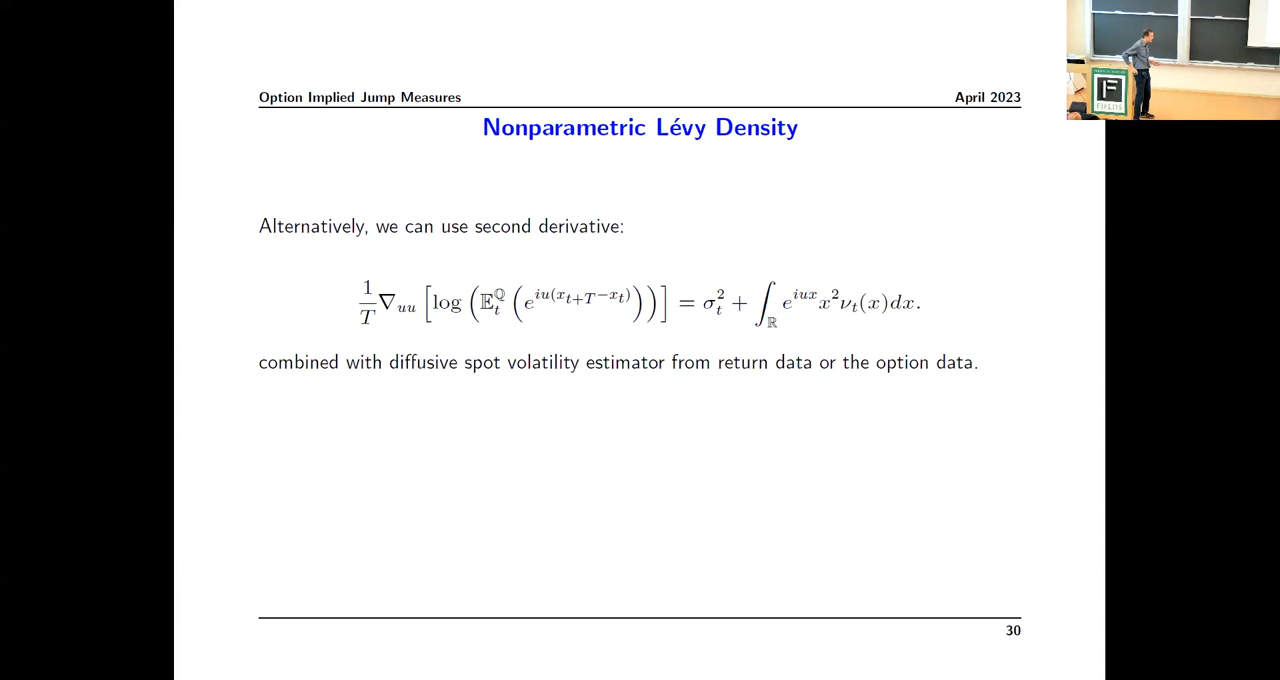 Option Implied Jump Measures April 2023
Nonparametric Lévy Density
Alternatively, we can use second derivative:
\frac{1}{T} \nabla_{uu} \left[ \log \left( \mathbb{E}_t^{\mathbb{Q}} \left( e^{iu(x_{t+T} - x_t)} \right) \right) \right] = \sigma_t^2 + \int_{\mathbb{R}} e^{iux} x^2 \nu_t(x) dx.
combined with diffusive spot volatility estimator from return data or the option data.
30
FIELDS